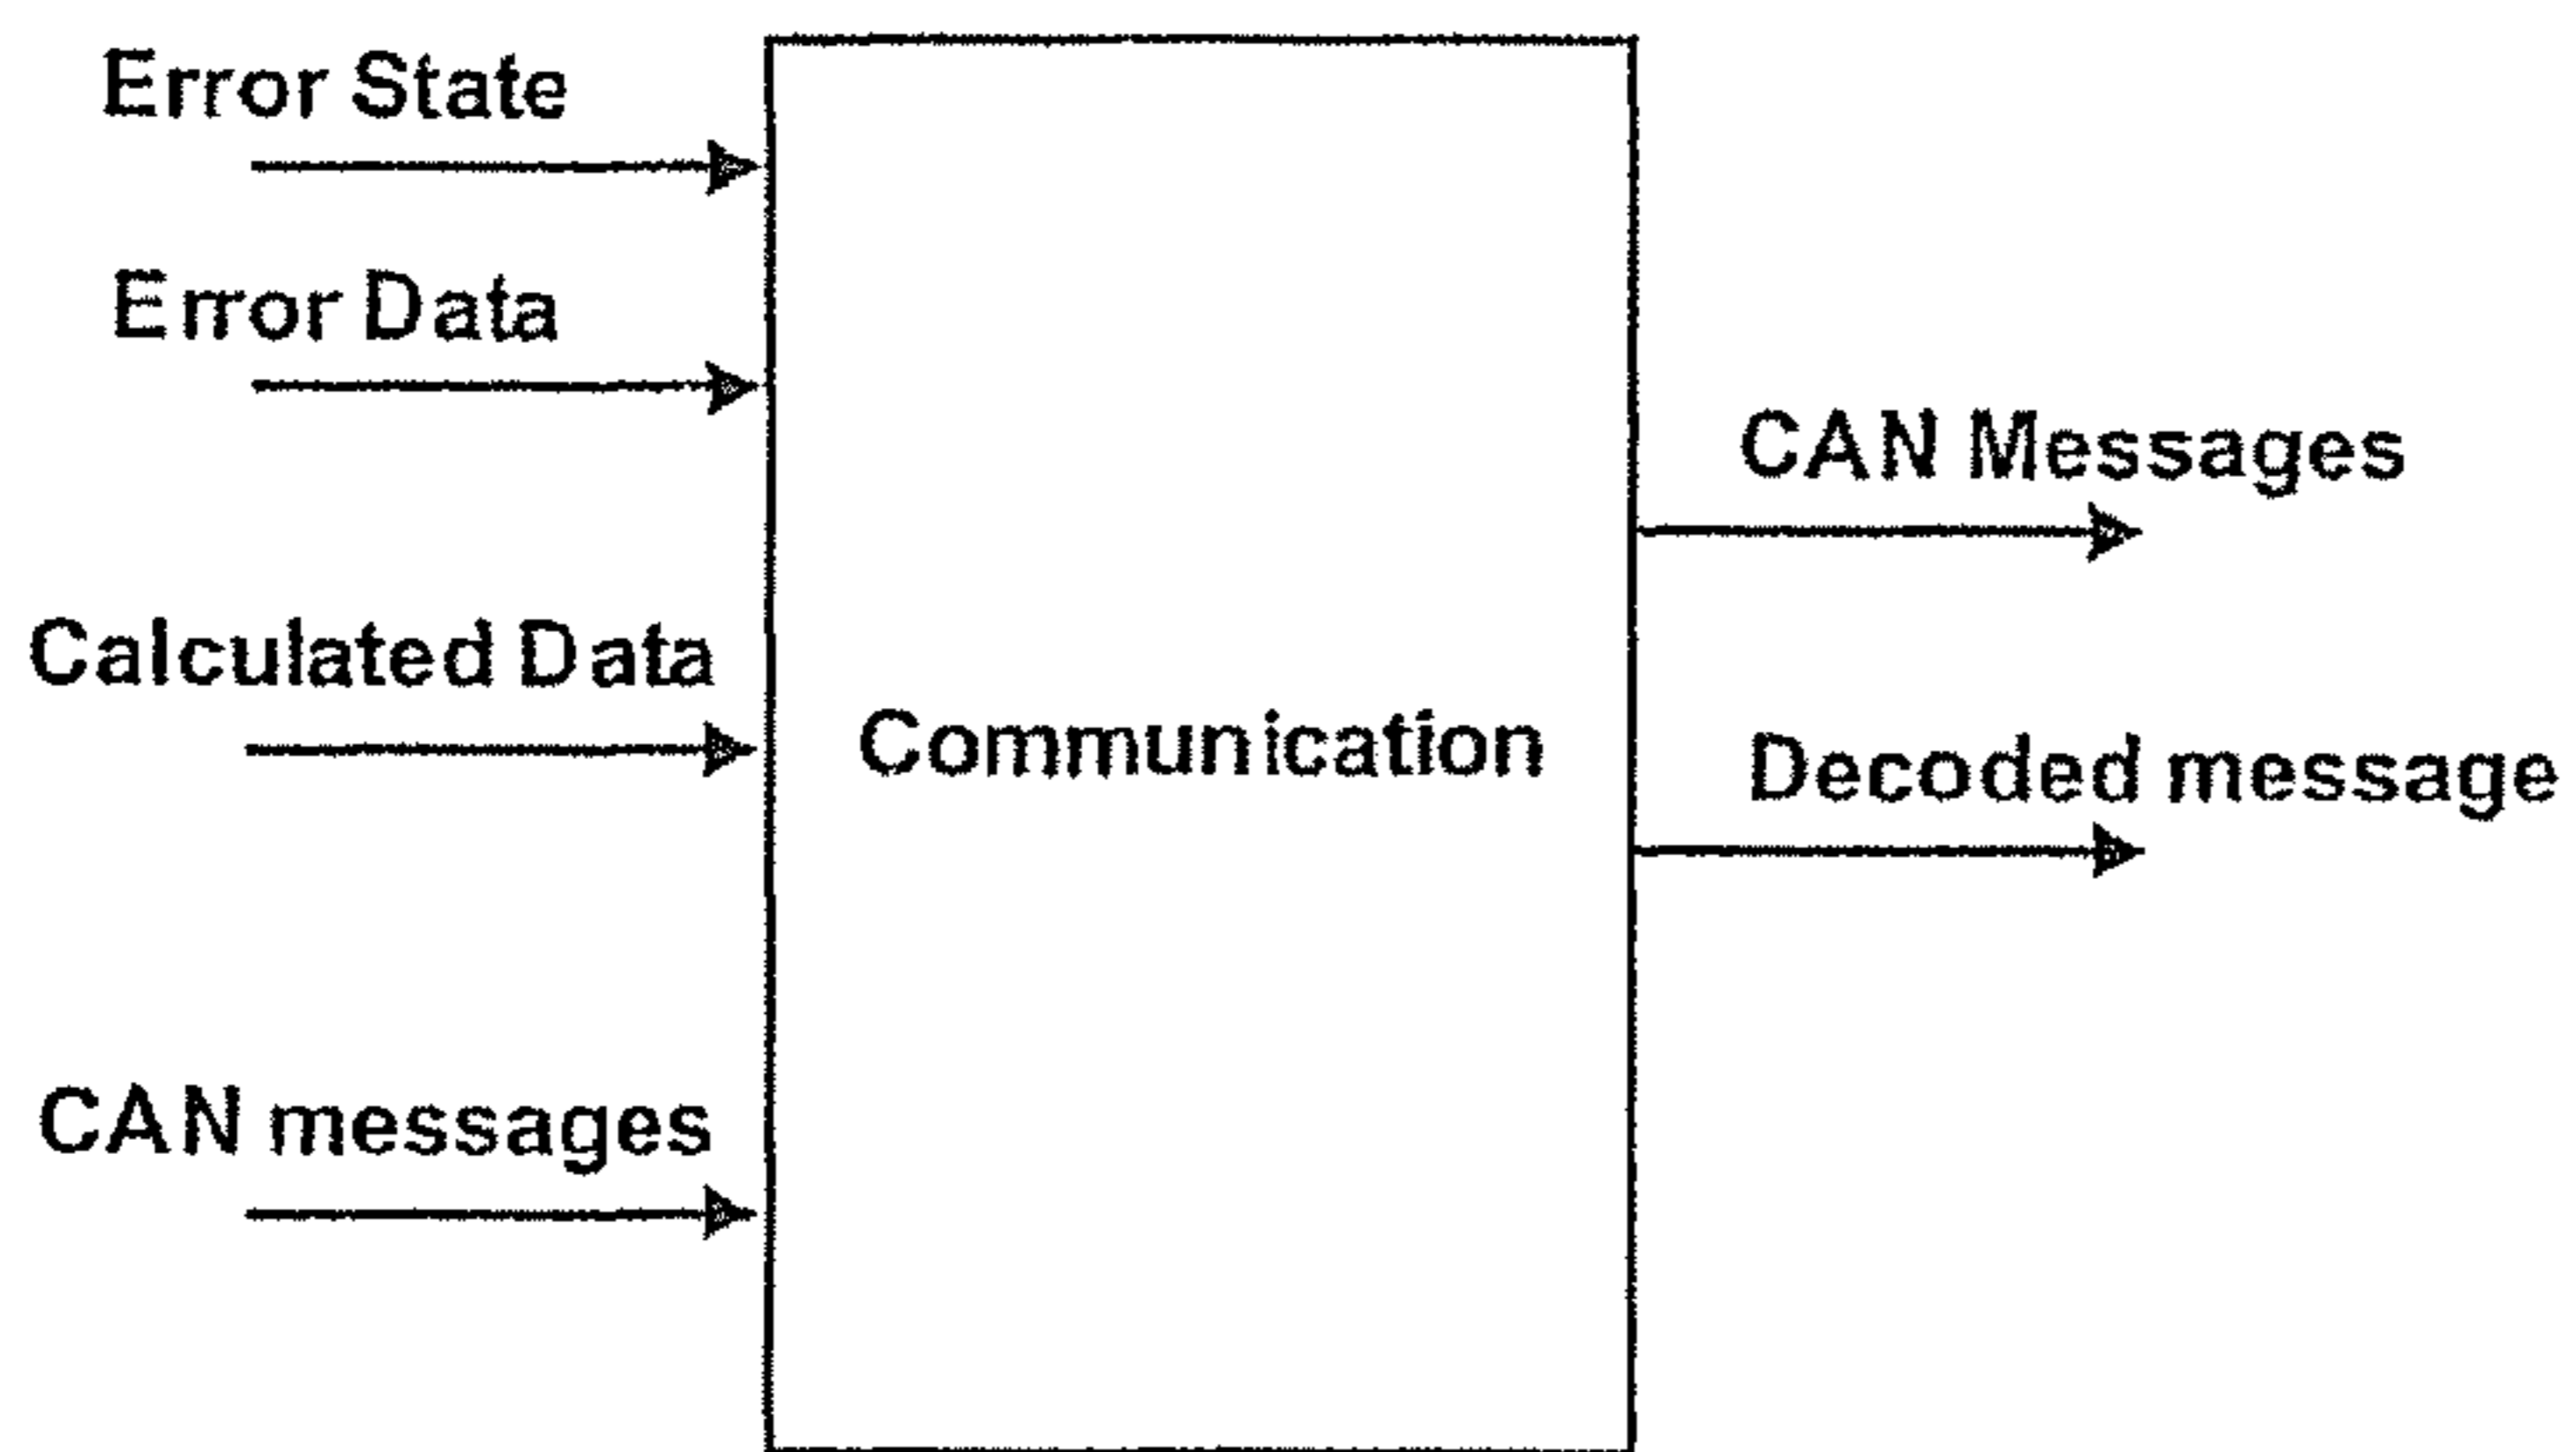 Error State
Error Data
CAN Messages
Calculated Data
Communication
Decoded message
CAN messages